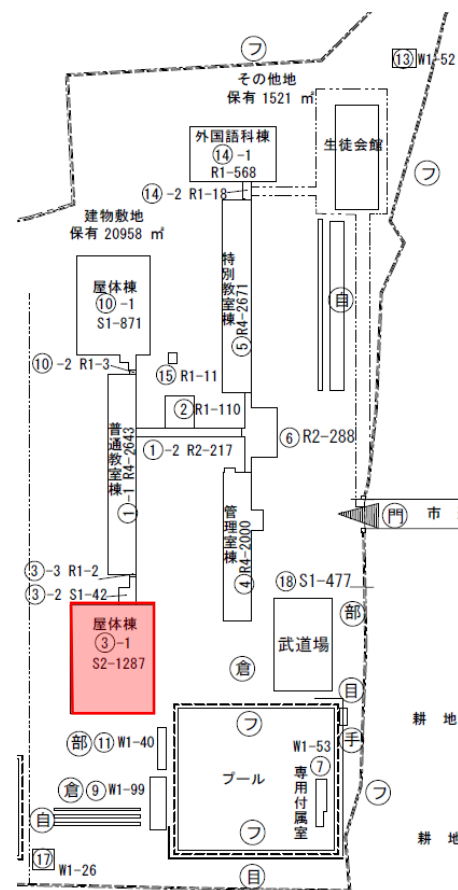 フ
⑬ W1-52
その他地
保有 1521 ㎡
外国語科棟
⑭-1
R1-568
生徒会館
フ
⑭-2 R1-18
建物敷地
保有 20958 ㎡
特別教室棟
⑤ R4-2671
自
屋体棟
⑩-1
S1-871
⑩-2 R1-3
⑮ R1-11
② R1-110
⑥ R2-288
①-2 R2-217
普通教室棟
①-1 R4-2643
管理室棟
④ R4-2000
門 市
③-3 R1-2
③-2 S1-42
⑱ S1-477
屋体棟
③-1
S2-1287
部
武道場
倉
目
フ
手
耕 地
部 ⑪ W1-40
W1-53
⑦
専用付属室
プール
倉 ⑨ W1-99
フ
自
フ
耕 地
⑰
W1-26
目